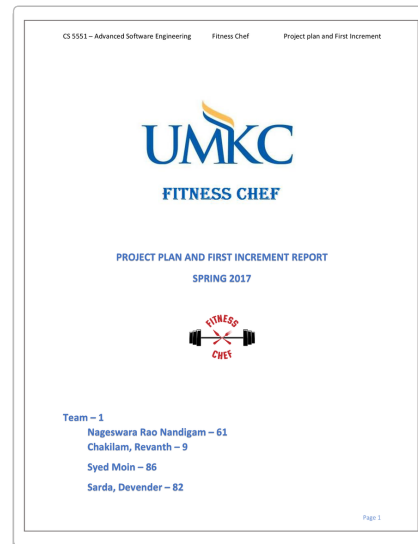 CS 5551 – Advanced Software Engineering Fitness Chef Project plan and First Increment
UMKC
FITNESS CHEF
PROJECT PLAN AND FIRST INCREMENT REPORT
SPRING 2017
FITNESS
CHEF
Team – 1
Nageswara Rao Nandigam – 61
Chakilam, Revanth – 9
Syed Moin – 86
Sarda, Devender – 82
Page 1